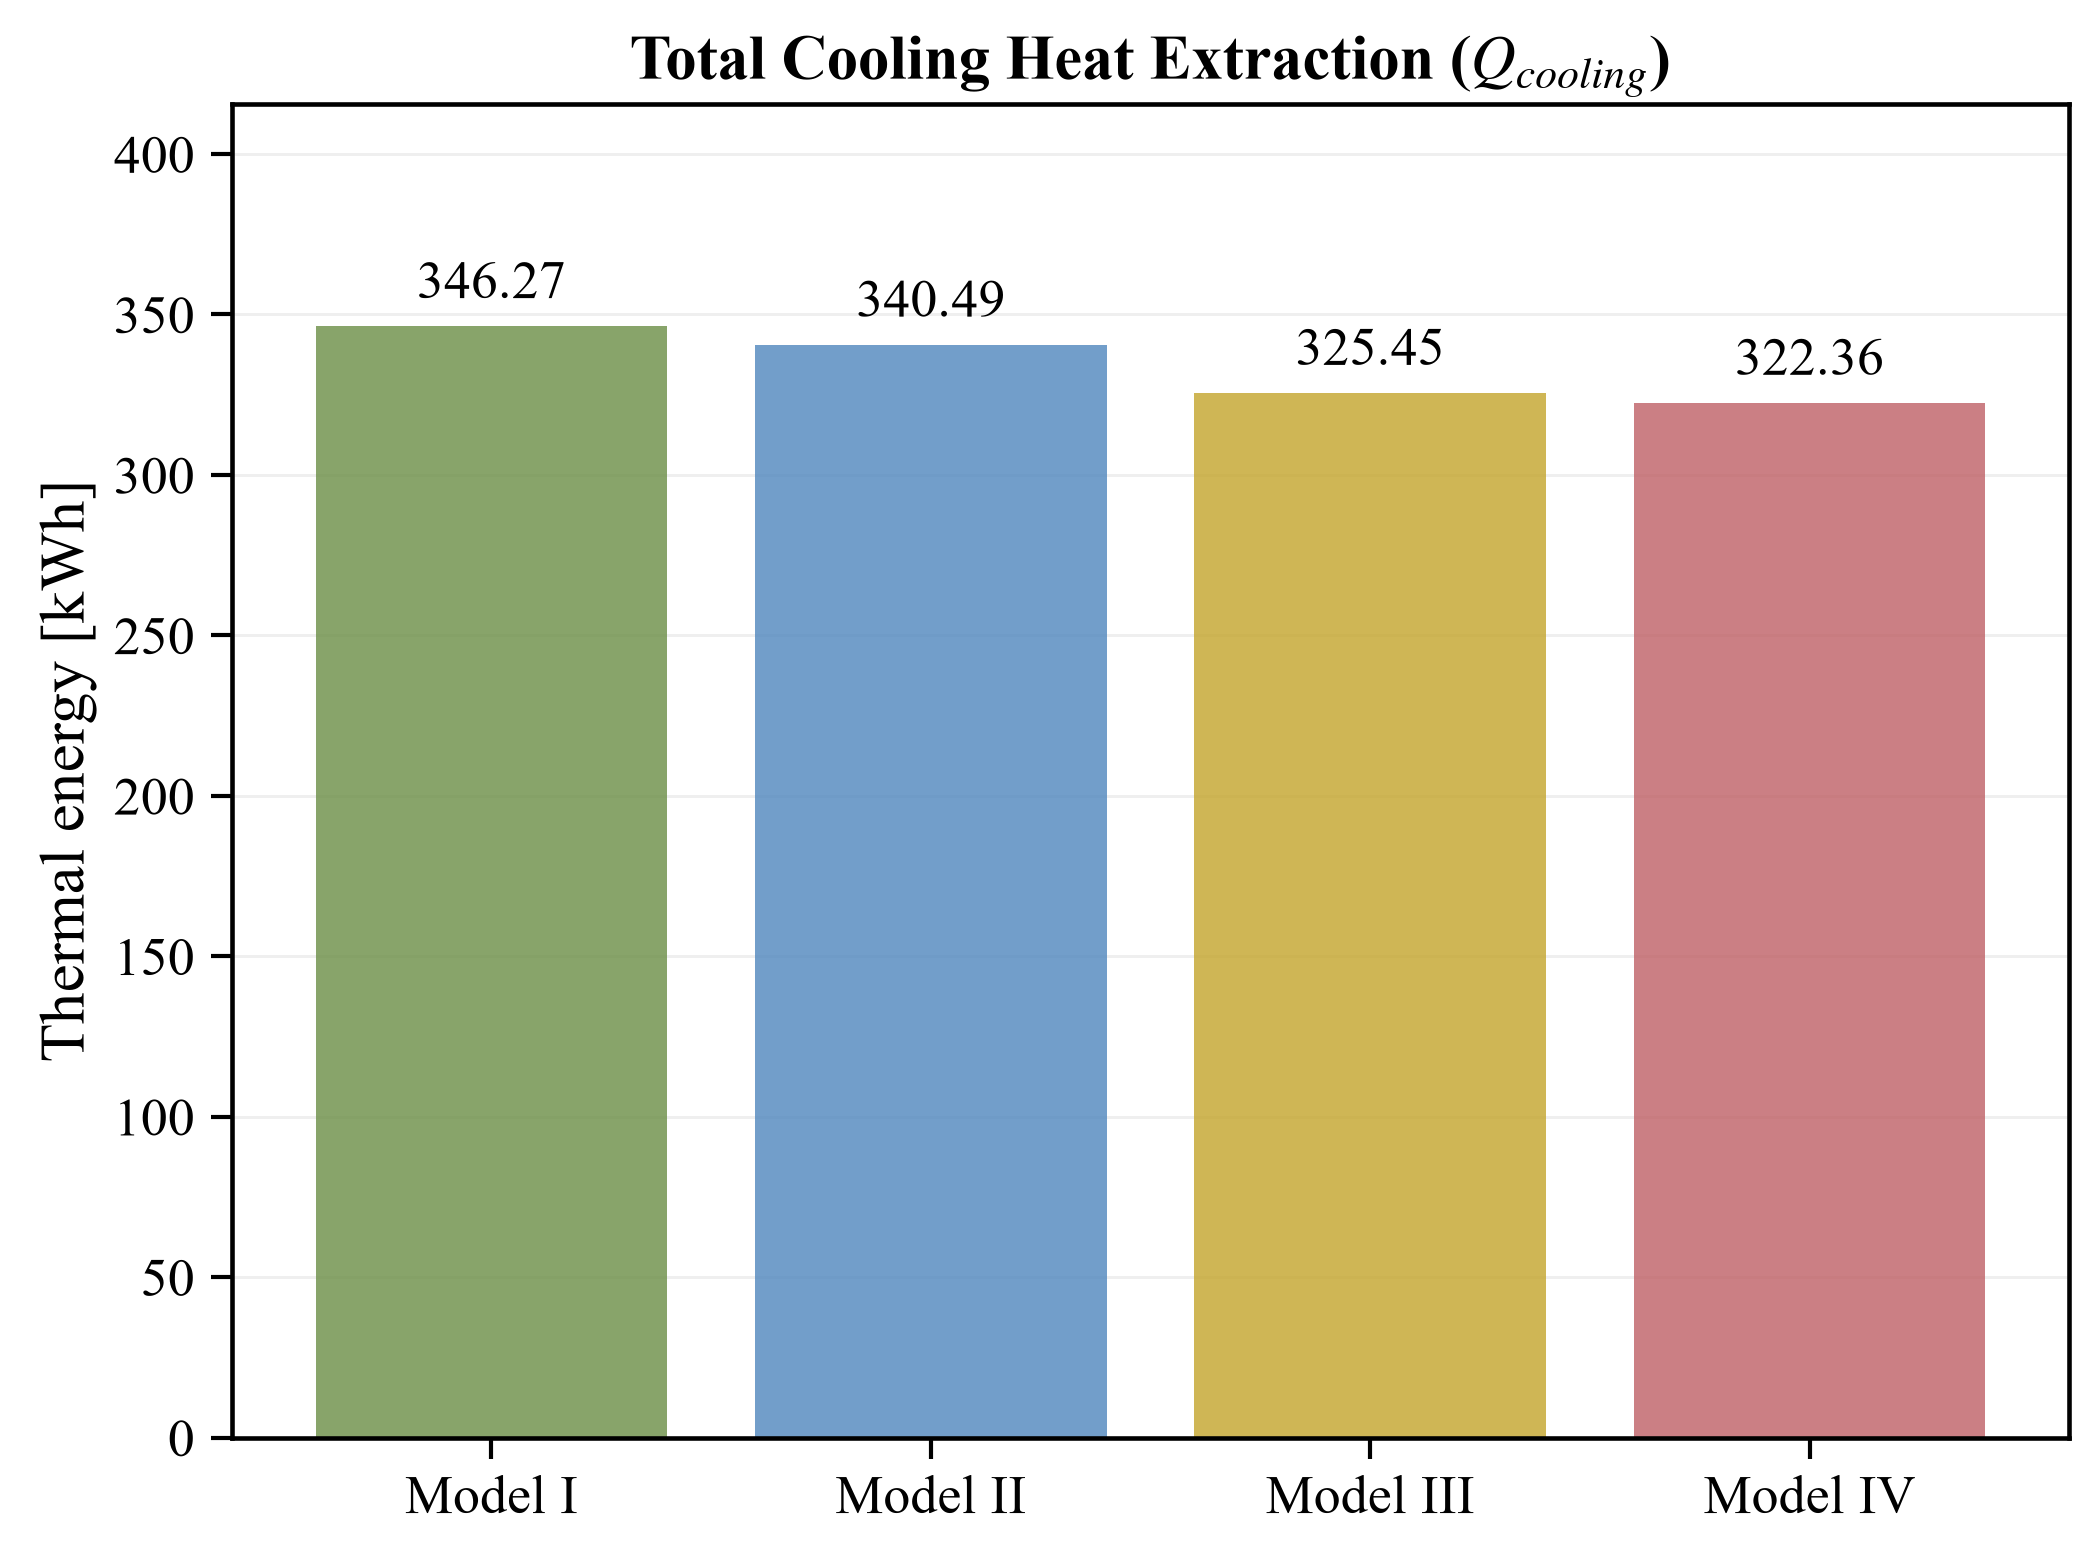 Total Cooling Heat Extraction (Qcooling)
Thermal energy [kWh]
400
350
300
250
200
150
100
50
0
346.27
340.49
325.45
322.36
Model I
Model II
Model III
Model IV